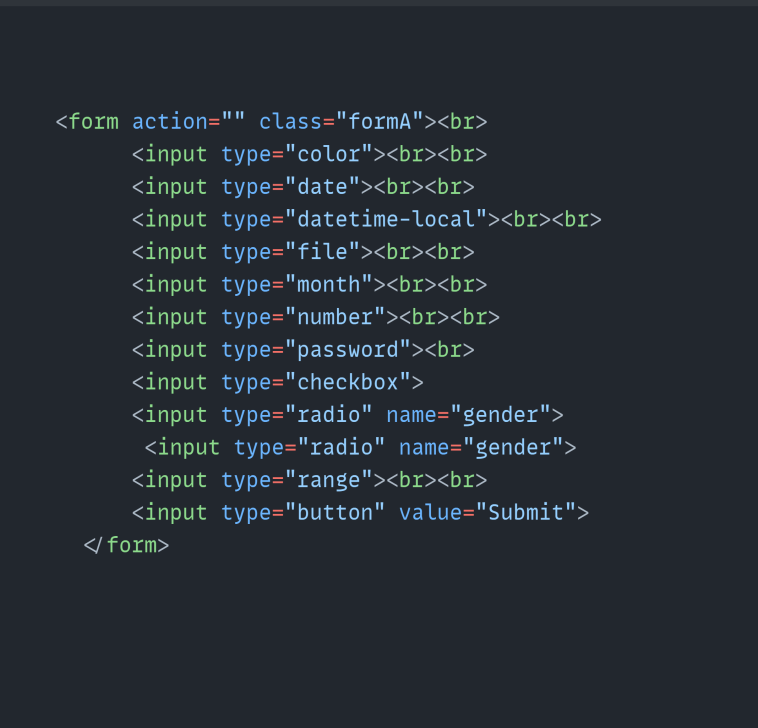 <form action="" class="formA"><br>
<input type="color"><br><br>
<input type="date"><br><br>
<input type="datetime-local"><br><br>
<input type="file"><br><br>
<input type="month"><br><br>
<input type="number"><br><br>
<input type="password"><br>
<input type="checkbox">
<input type="radio" name="gender">
<input type="radio" name="gender">
<input type="range"><br><br>
<input type="button" value="Submit">
</form>